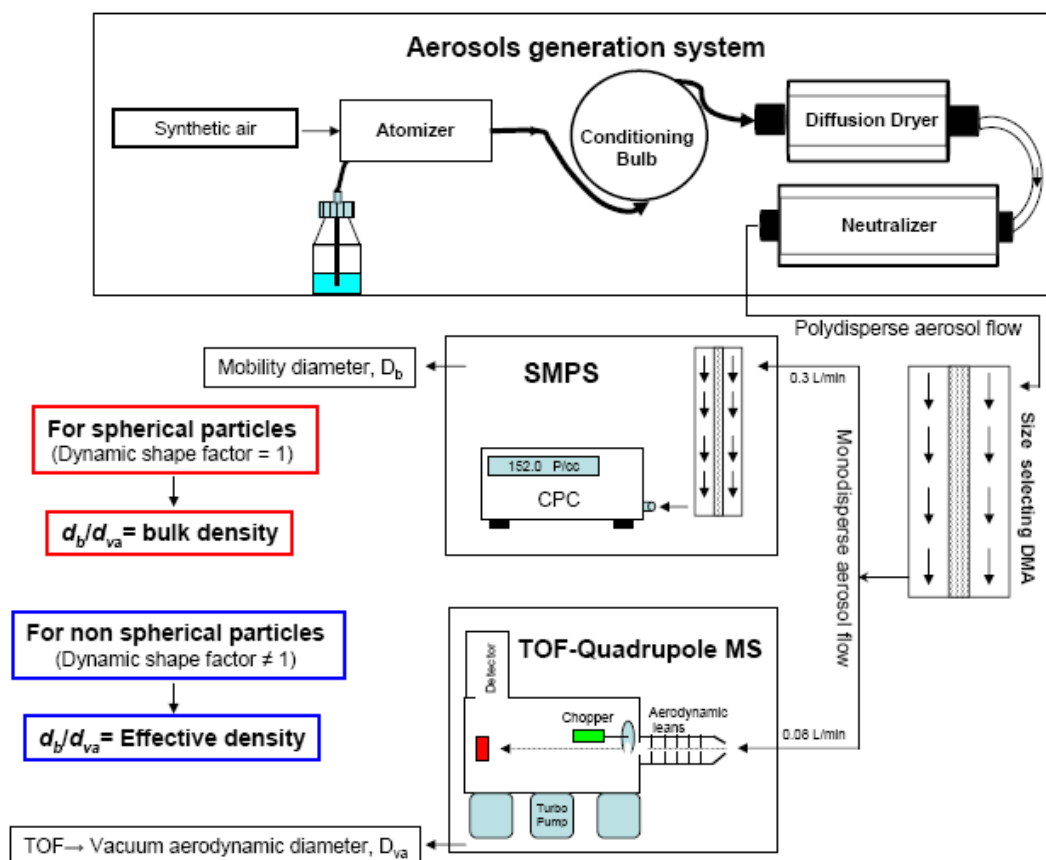 Aerosols generation system
Synthetic air
Atomizer
Conditioning
Bulb
Diffusion Dryer
Neutralizer
Polydisperse aerosol flow
Mobility diameter, Db
SMPS
0.3 L/min
152.0 P/cc
CPC
Size selecting DMA
Monodisperse aerosol flow
For spherical particles
(Dynamic shape factor = 1)
db/dva= bulk density
For non spherical particles
(Dynamic shape factor ≠ 1)
db/dva= Effective density
TOF-Quadrupole MS
Detector
Chopper
Aerodynamic
leans
0.08 L/min
Turbo
Pump
TOF→ Vacuum aerodynamic diameter, Dva